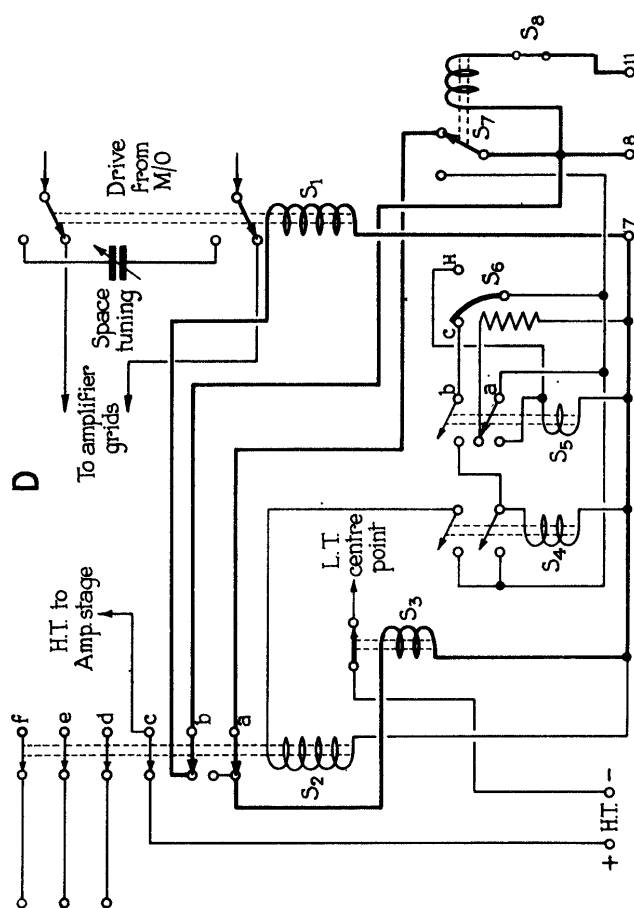 D
H.T. to
Amp. stage
To amplifier
grids
Space
tuning
Drive
from
M/O
f
e
d
c
b
a
S2
S3
L.T.
centre
point
S4
S5
b
a
c
H
S6
S1
S7
S8
+
H.T.
-
7
8
11